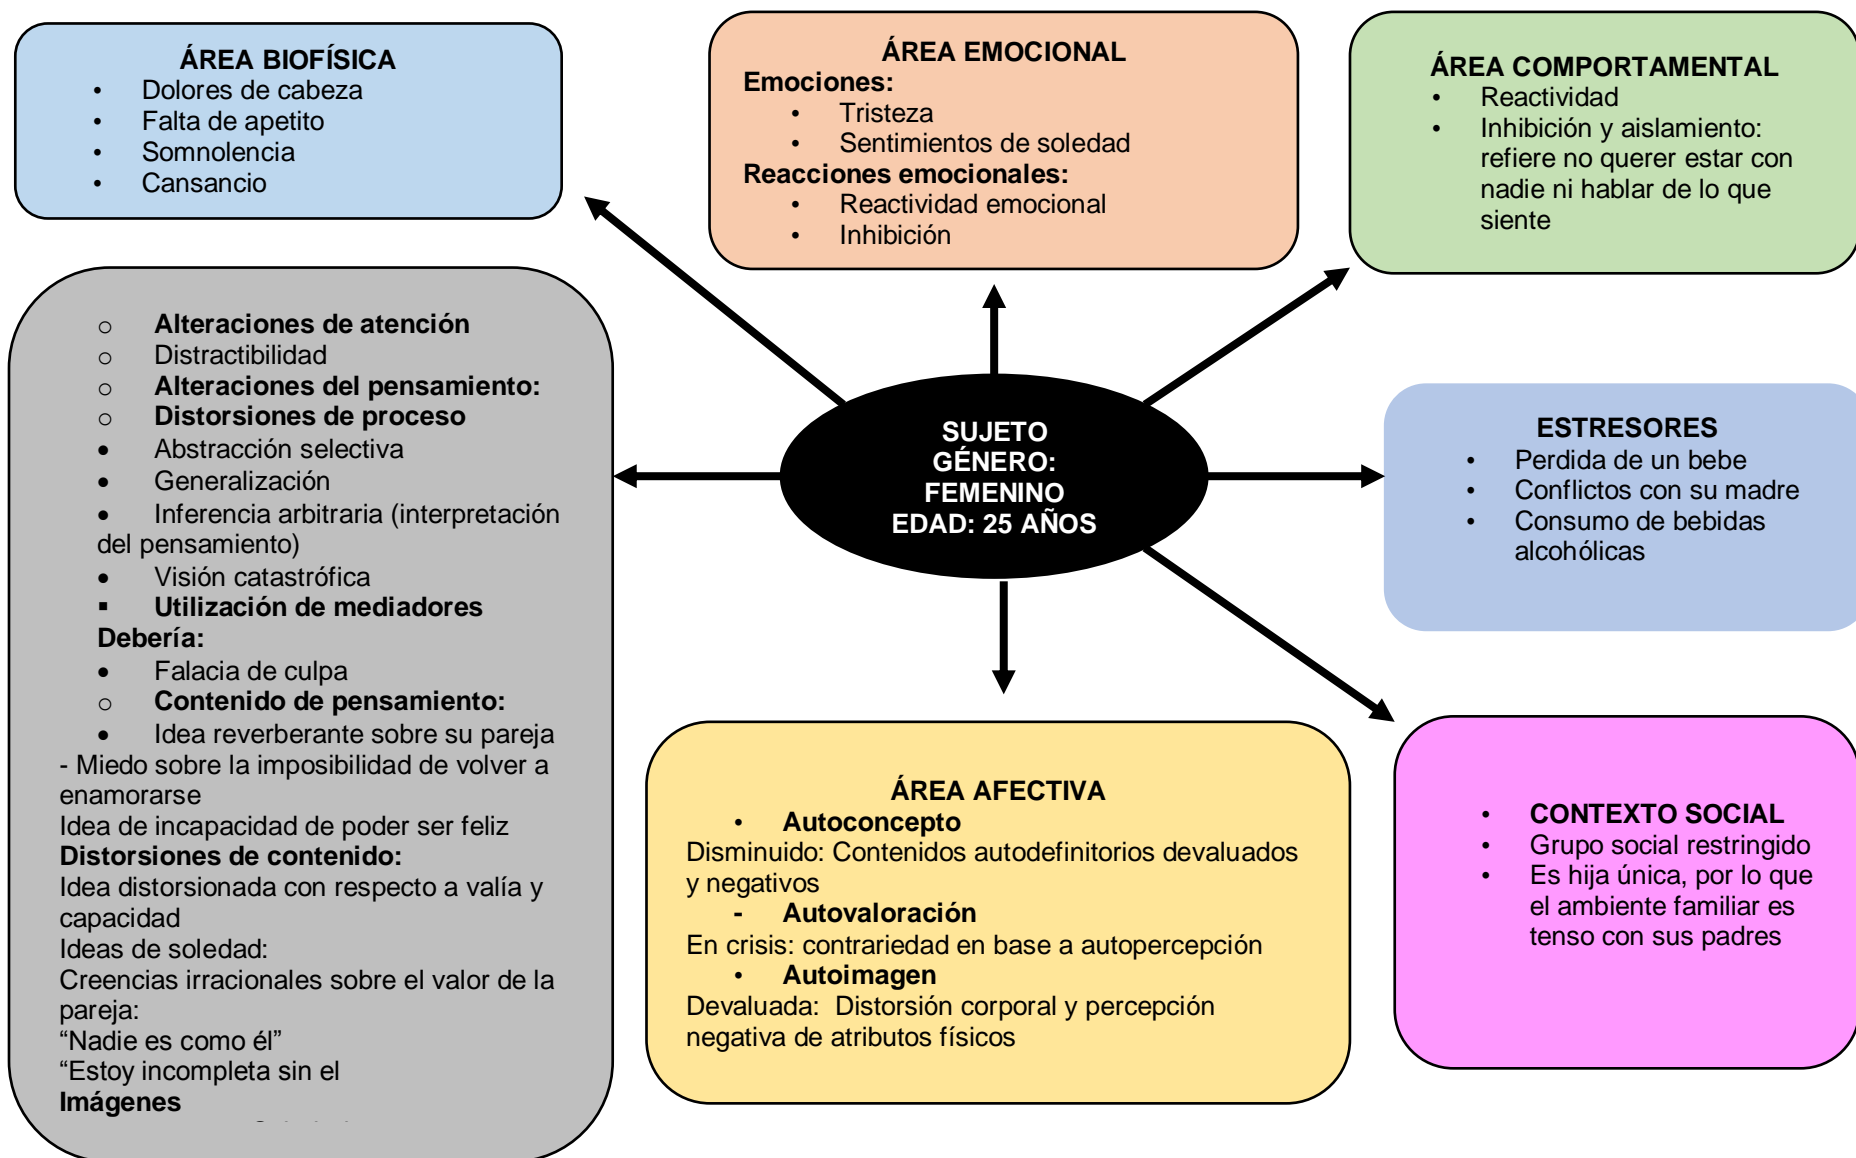 ÁREA BIOFÍSICA
• Dolores de cabeza
• Falta de apetito
• Somnolencia
• Cansancio
ÁREA EMOCIONAL
Emociones:
• Tristeza
• Sentimientos de soledad
Reacciones emocionales:
• Reactividad emocional
• Inhibición
ÁREA COMPORTAMENTAL
• Reactividad
• Inhibición y aislamiento:
refiere no querer estar con
nadie ni hablar de lo que
siente
o Alteraciones de atención
o Distractibilidad
o Alteraciones del pensamiento:
o Distorsiones de proceso
• Abstracción selectiva
• Generalización
• Inferencia arbitraria (interpretación
del pensamiento)
• Visión catastrófica
▪ Utilización de mediadores
Debería:
• Falacia de culpa
o Contenido de pensamiento:
• Idea reverberante sobre su pareja
- Miedo sobre la imposibilidad de volver a
enamorarse
Idea de incapacidad de poder ser feliz
Distorsiones de contenido:
Idea distorsionada con respecto a valía y
capacidad
Ideas de soledad:
Creencias irracionales sobre el valor de la
pareja:
“Nadie es como él”
“Estoy incompleta sin el
Imágenes
SUJETO
GÉNERO:
FEMENINO
EDAD: 25 AÑOS
ESTRESORES
• Perdida de un bebe
• Conflictos con su madre
• Consumo de bebidas
alcohólicas
ÁREA AFECTIVA
• Autoconcepto
Disminuido: Contenidos autodefinitorios devaluados
y negativos
- Autovaloración
En crisis: contrariedad en base a autopercepción
• Autoimagen
Devaluada: Distorsión corporal y percepción
negativa de atributos físicos
• CONTEXTO SOCIAL
• Grupo social restringido
• Es hija única, por lo que
el ambiente familiar es
tenso con sus padres